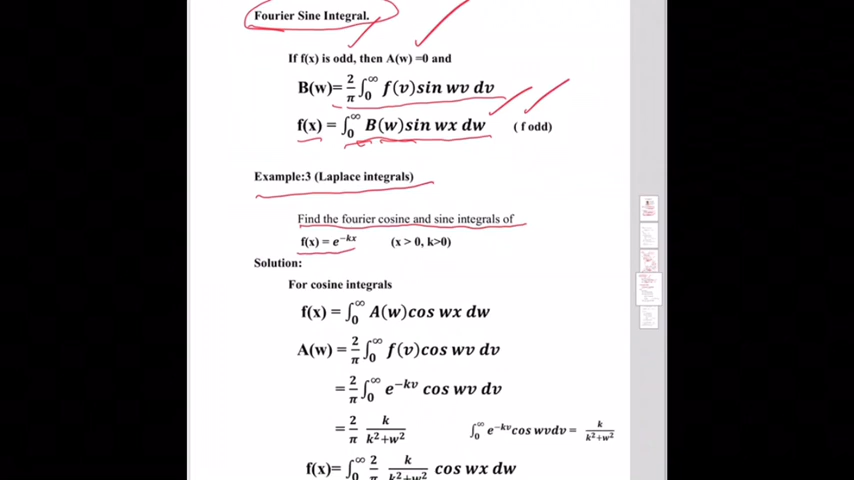 Fourier Sine Integral.
If f(x) is odd, then A(w) =0 and
B(w)= 2/π ∫₀^∞ f(v)sin wv dv
f(x) = ∫₀^∞ B(w)sin wx dw ( f odd)
Example:3 (Laplace integrals)
Find the fourier cosine and sine integrals of
f(x) = e^−kx (x > 0, k>0)
Solution:
For cosine integrals
f(x) = ∫₀^∞ A(w)cos wx dw
A(w) = 2/π ∫₀^∞ f(v)cos wv dv
= 2/π ∫₀^∞ e^−kv cos wv dv
= 2/π k/(k²+w²) ∫₀^∞ e^−kv cos wvdv = k/(k²+w²)
f(x)= ∫₀^∞ 2/π k/(k²+w²) cos wx dw